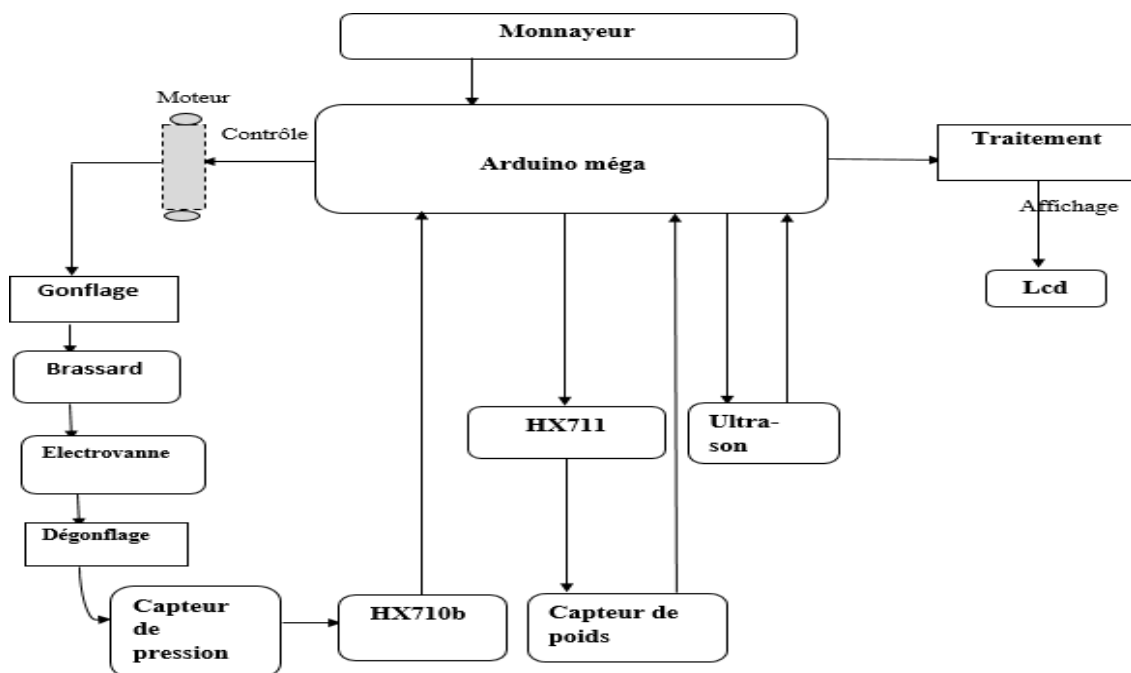 Monnayeur
Moteur
Contrôle
Arduino méga
Traitement
Affichage
Lcd
Gonflage
Brassard
Electrovanne
Dégonflage
Capteur
de
pression
HX710b
HX711
Capteur de
poids
Ultra-
son